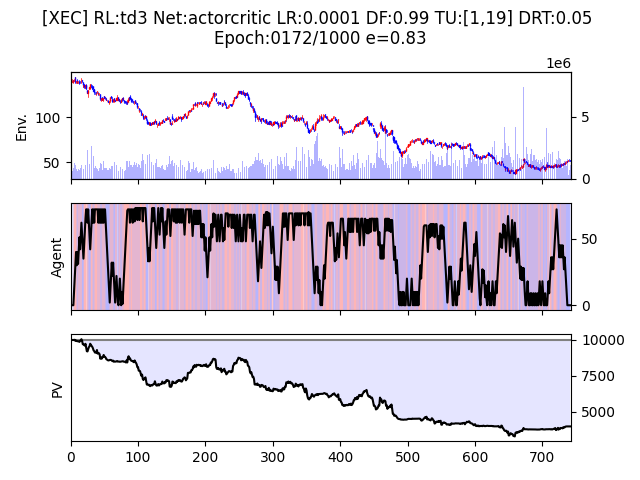 [XEC] RL:td3 Net:actorcritic LR:0.0001 DF:0.99 TU:[1,19] DRT:0.05
Epoch:0172/1000 e=0.83
1e6
Env.
100
50
5
0
Agent
50
0
PV
10000
7500
5000
0 100 200 300 400 500 600 700